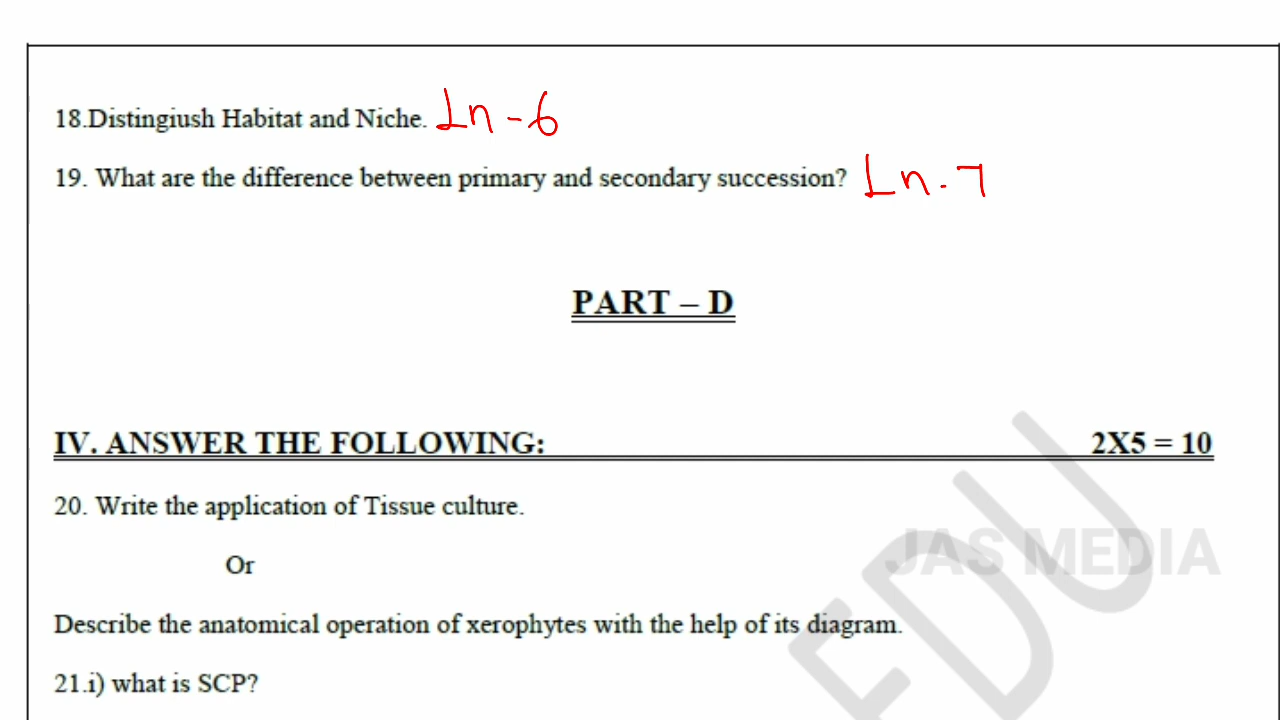 18.Distingiush Habitat and Niche. Ln - 6
19. What are the difference between primary and secondary succession? Ln . 7
PART – D
IV. ANSWER THE FOLLOWING: 2X5 = 10
20. Write the application of Tissue culture.
Or
JAS MEDIA
EDU
Describe the anatomical operation of xerophytes with the help of its diagram.
21.i) what is SCP?